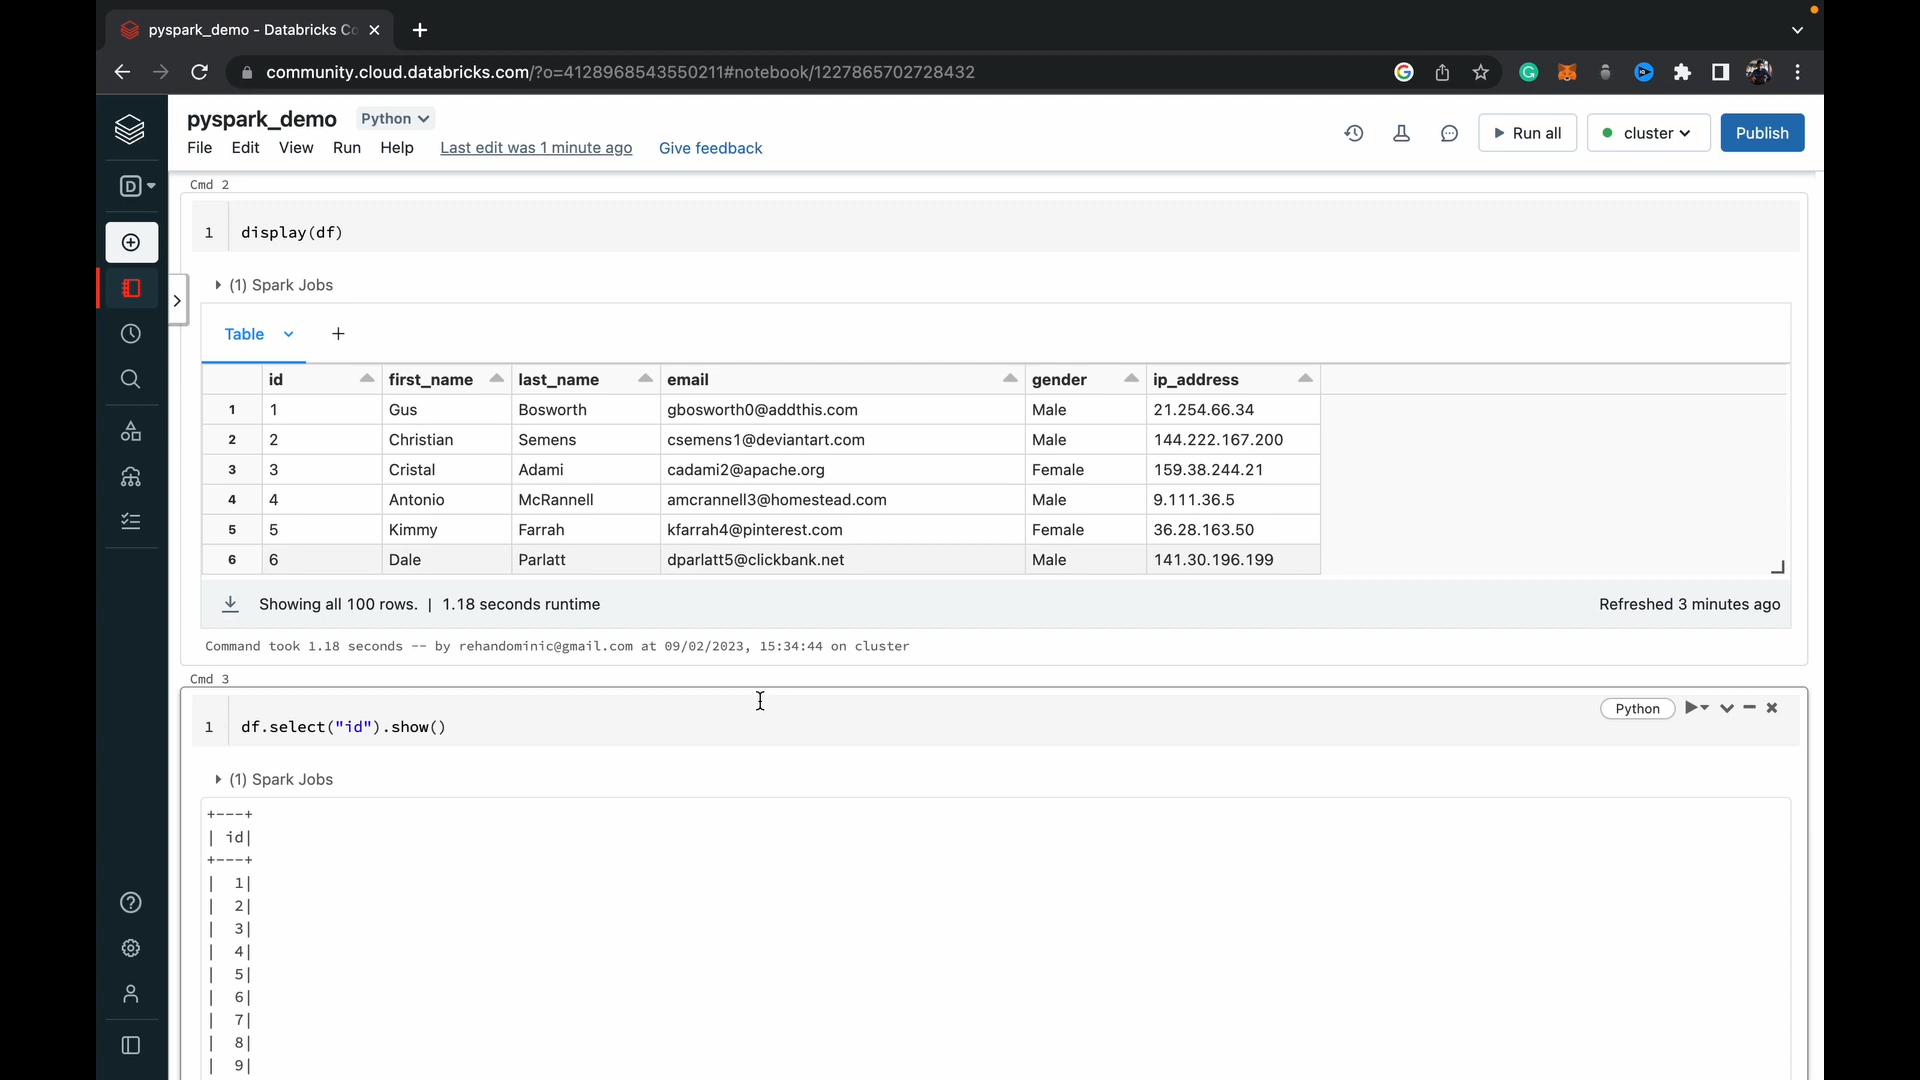 pyspark_demo - Databricks Co
community.cloud.databricks.com/?o=4128968543550211#notebook/1227865702728432
pyspark_demo Python
Run all cluster Publish
File Edit View Run Help Last edit was 1 minute ago Give feedback
Cmd 2
1 display(df)
(1) Spark Jobs
Table +
id first_name last_name email gender ip_address
1 1 Gus Bosworth gbosworth0@addthis.com Male 21.254.66.34
2 2 Christian Semens csemens1@deviantart.com Male 144.222.167.200
3 3 Cristal Adami cadami2@apache.org Female 159.38.244.21
4 4 Antonio McRannell amcrannell3@homestead.com Male 9.111.36.5
5 5 Kimmy Farrah kfarrah4@pinterest.com Female 36.28.163.50
6 6 Dale Parlatt dparlatt5@clickbank.net Male 141.30.196.199
Showing all 100 rows. | 1.18 seconds runtime Refreshed 3 minutes ago
Command took 1.18 seconds -- by rehandominic@gmail.com at 09/02/2023, 15:34:44 on cluster
Cmd 3
Python
1 df.select("id").show()
(1) Spark Jobs
+---+
| id|
+---+
|  1|
|  2|
|  3|
|  4|
|  5|
|  6|
|  7|
|  8|
|  9|